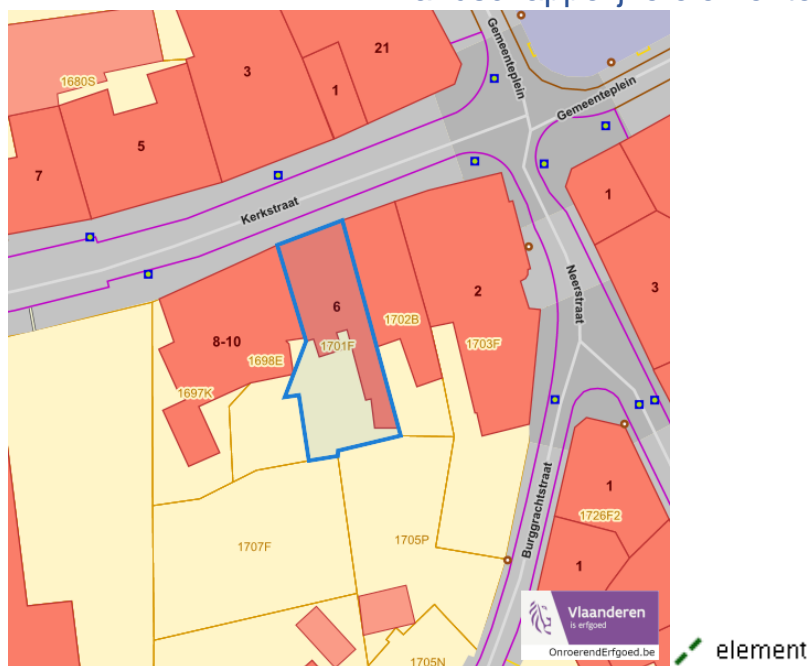 Gemeenteplein
Gemeenteplein
1680S
3
21
1
5
7
Kerkstraat
1
Neerstraat
3
2
6
1702B
1701F
8-10
1698E
1703F
1697K
Burggrachtstraat
1
1726F2
1707F
1705P
1
Vlaanderen
is erfgoed
OnroerendErfgoed.be
element
1705N